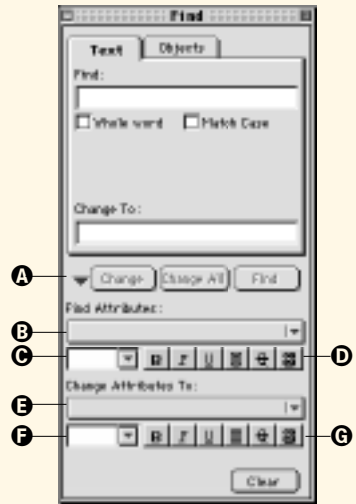 Find
Text Objects
Find:
Whole word Match Case
Change To:
A Change Change All Find
Find Attributes:
B
C B I U D
Change Attributes To:
E
F B I U G
Clear